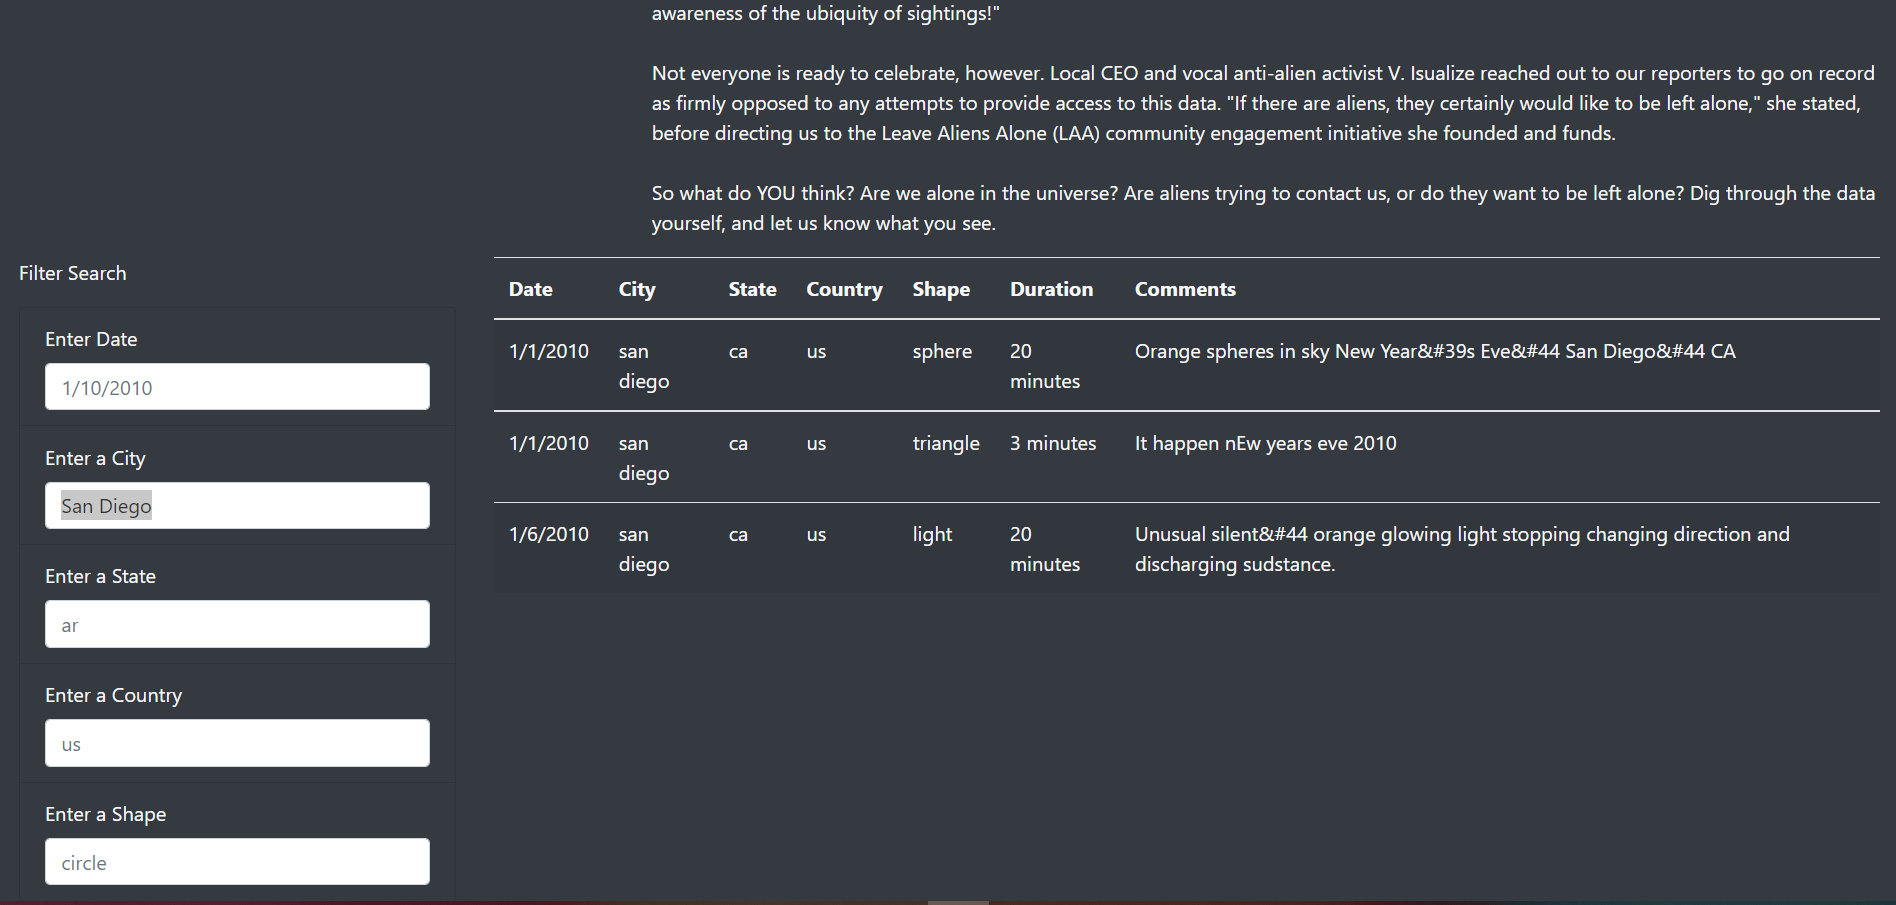 awareness of the ubiquity of sightings!"
Not everyone is ready to celebrate, however. Local CEO and vocal anti-alien activist V. Isualize reached out to our reporters to go on record
as firmly opposed to any attempts to provide access to this data. "If there are aliens, they certainly would like to be left alone," she stated,
before directing us to the Leave Aliens Alone (LAA) community engagement initiative she founded and funds.
So what do YOU think? Are we alone in the universe? Are aliens trying to contact us, or do they want to be left alone? Dig through the data
yourself, and let us know what you see.
Filter Search
Enter Date
1/10/2010
Enter a City
San Diego
Enter a State
ar
Enter a Country
us
Enter a Shape
circle
Date City State Country Shape Duration Comments
1/1/2010 san ca us sphere 20 Orange spheres in sky New Year&#39s Eve&#44 San Diego&#44 CA
diego minutes
1/1/2010 san ca us triangle 3 minutes It happen nEw years eve 2010
diego
1/6/2010 san ca us light 20 Unusual silent&#44 orange glowing light stopping changing direction and
diego minutes discharging sudstance.